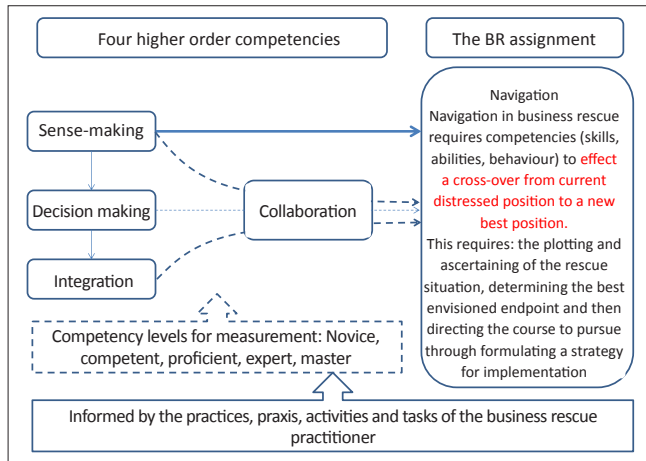 Four higher order competencies
The BR assignment
Sense-making
Decision making
Integration
Collaboration
Navigation
Navigation in business rescue
requires competencies (skills,
abilities, behaviour) to effect
a cross-over from current
distressed position to a new
best position.
This requires: the plotting and
ascertaining of the rescue
situation, determining the best
envisioned endpoint and then
directing the course to pursue
through formulating a strategy
for implementation
Competency levels for measurement: Novice,
competent, proficient, expert, master
Informed by the practices, praxis, activities and tasks of the business rescue
practitioner